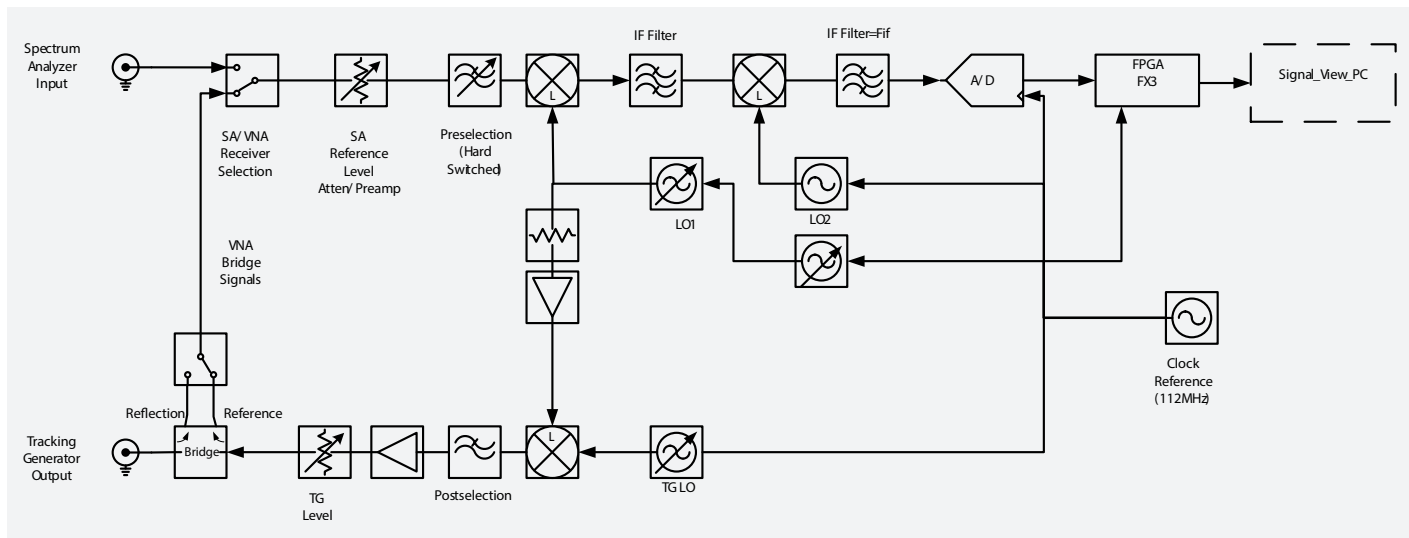 Spectrum
Analyzer
Input
SA/ VNA
Receiver
Selection
SA
Reference
Level
Atten/ Preamp
Preselection
(Hard
Switched)
L
IF Filter
L
IF Filter=Fif
A/ D
FPGA
FX3
Signal_View_PC
LO1
LO2
VNA
Bridge
Signals
Clock
Reference
(112MHz)
Reflection
Reference
Tracking
Generator
Output
Bridge
TG
Level
Postselection
L
TG LO